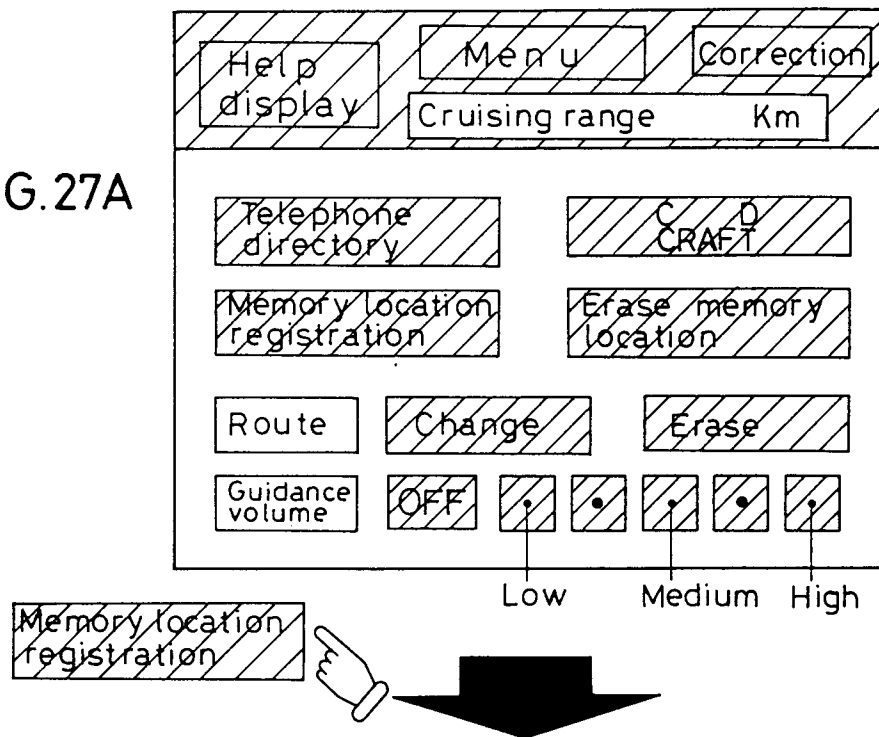 Help
display
Menu
Correction
Cruising range Km
G.27A
Telephone
directory
C D
CRAFT
Memory location
registration
Erase memory
location
Route
Change
Erase
Guidance
volume
OFF
Low Medium High
Memory location
registration